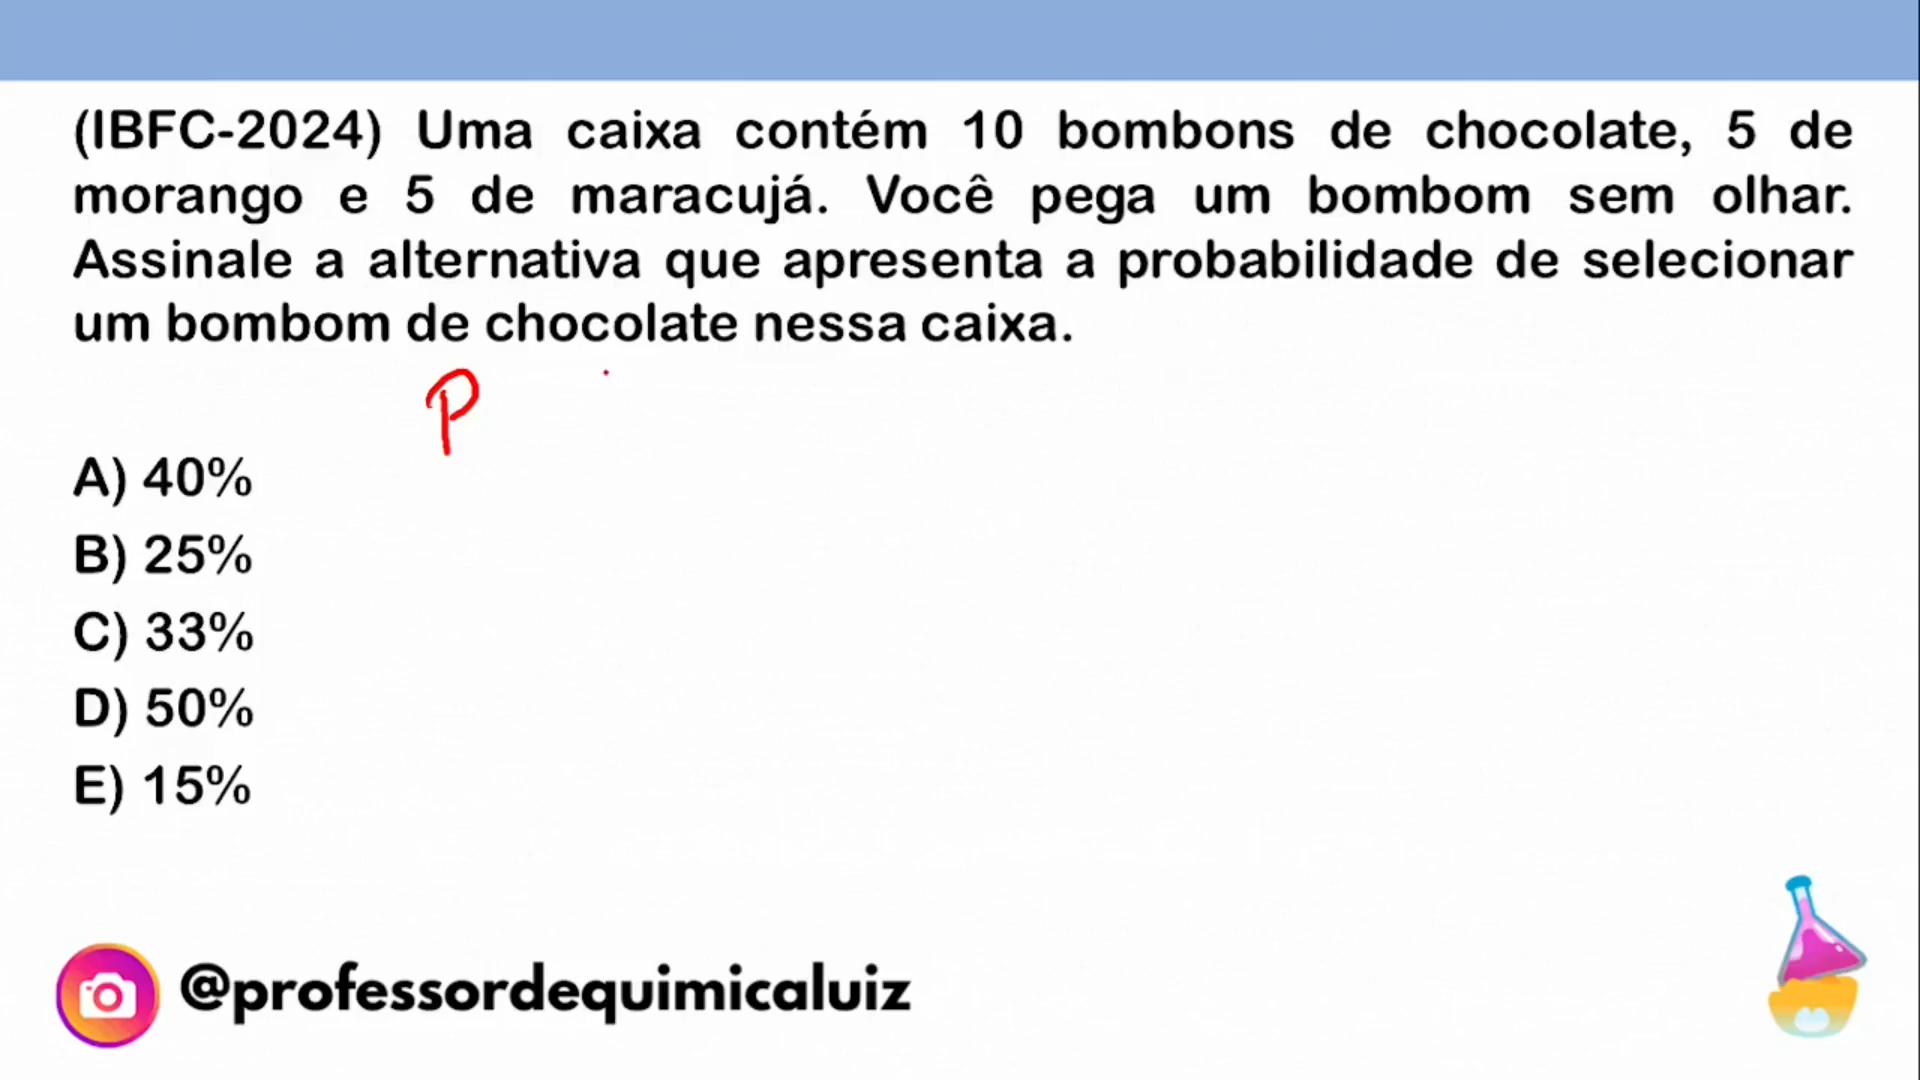 (IBFC-2024) Uma caixa contém 10 bombons de chocolate, 5 de
morango e 5 de maracujá. Você pega um bombom sem olhar.
Assinale a alternativa que apresenta a probabilidade de selecionar
um bombom de chocolate nessa caixa.
P
A) 40%
B) 25%
C) 33%
D) 50%
E) 15%
@professordequimicaluiz